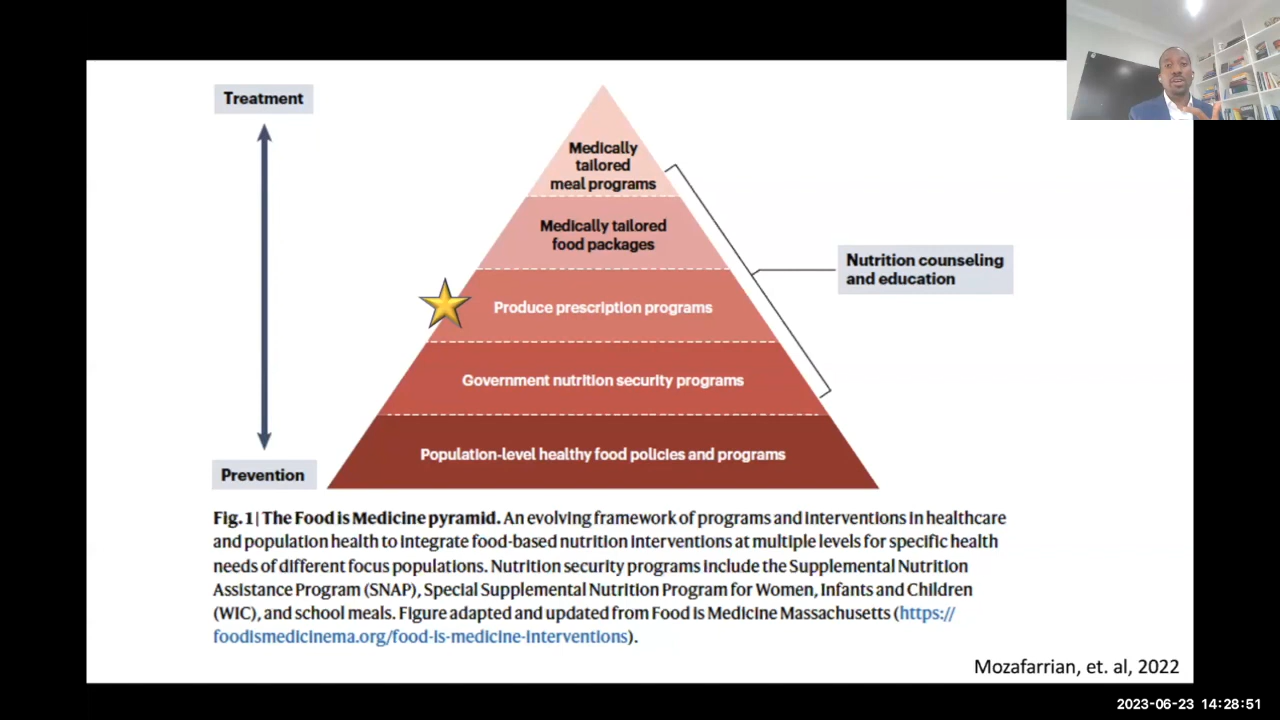 Treatment
Medically
tailored
meal programs
Medically tailored
food packages
Nutrition counseling
and education
Produce prescription programs
Government nutrition security programs
Population-level healthy food policies and programs
Prevention
Fig. 1 | The Food is Medicine pyramid. An evolving framework of programs and interventions in healthcare
and population health to integrate food-based nutrition interventions at multiple levels for specific health
needs of different focus populations. Nutrition security programs include the Supplemental Nutrition
Assistance Program (SNAP), Special Supplemental Nutrition Program for Women, Infants and Children
(WIC), and school meals. Figure adapted and updated from Food is Medicine Massachusetts (https://
foodismedicinema.org/food-is-medicine-interventions).
Mozafarrian, et. al, 2022
2023-06-23 14:28:51